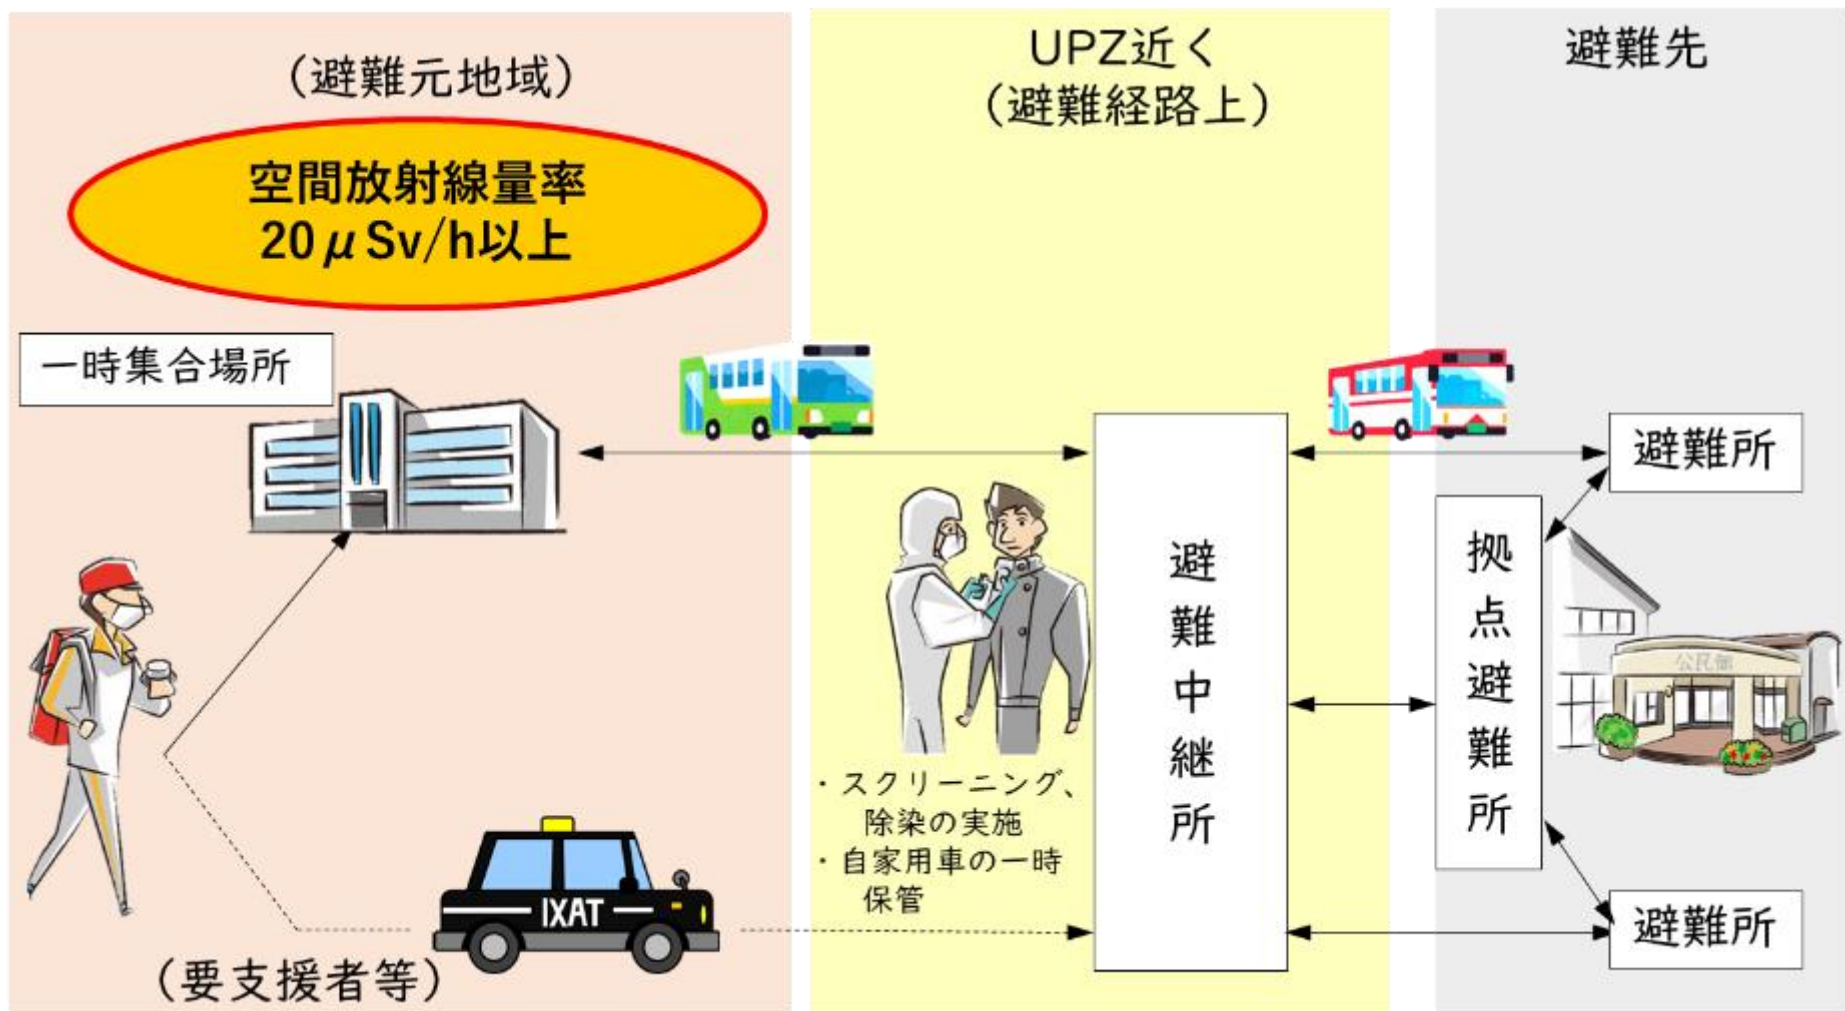 （避難元地域）
空間放射線量率
20μSv/h以上
一時集合場所
IXAT
（要支援者等）
UPZ近く
（避難経路上）
・スクリーニング、
除染の実施
・自家用車の一時
保管
避難中継所
避難先
避難所
拠点避難所
公民館
避難所